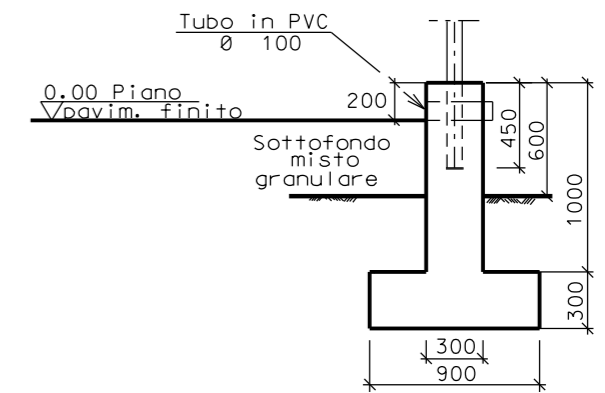 Tubo in PVC
Ø 100
0.00 Piano
pavim. finito
200
Sottofondo
misto
granulare
450
600
1000
300
300
900